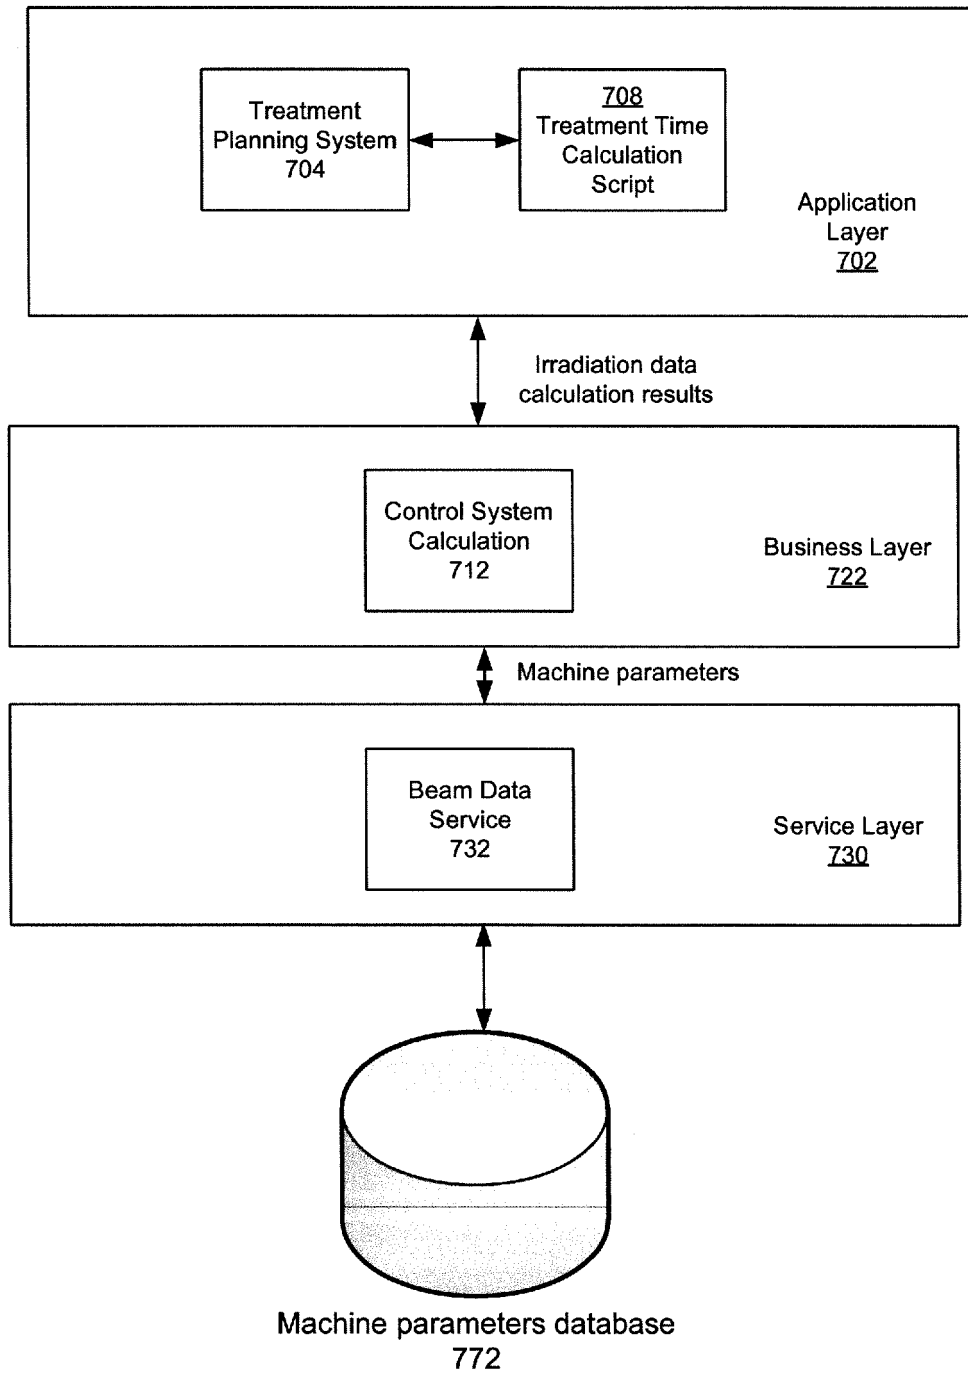 Treatment
Planning System
704
708
Treatment Time
Calculation
Script
Application
Layer
702
Irradiation data
calculation results
Control System
Calculation
712
Business Layer
722
Machine parameters
Beam Data
Service
732
Service Layer
730
Machine parameters database
772